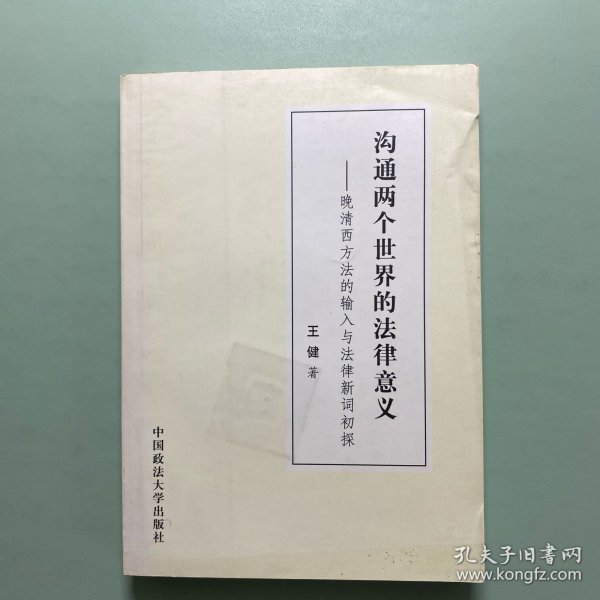 沟通两个世界的法律意义
——晚清西方法的输入与法律新词初探
王健 著
中国政法大学出版社
孔夫子旧书网
www.kongfz.com